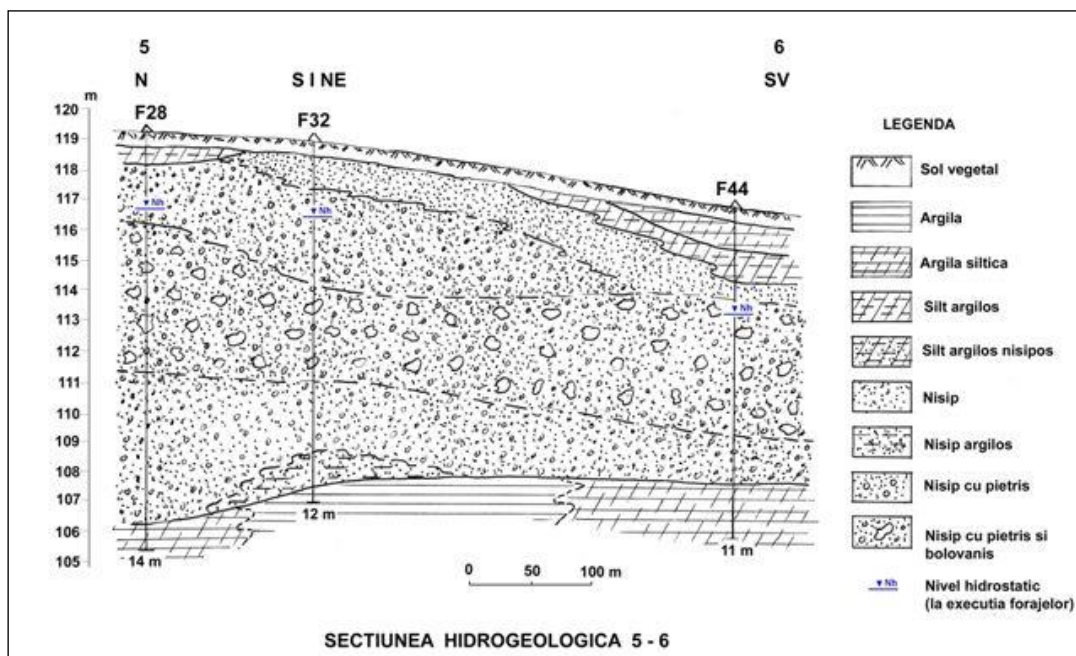 5
6
N
S I NE
SV
m
120
119
118
117
116
115
114
113
112
111
110
109
108
107
106
105
F28
F32
F44
Nh
Nh
Nh
14 m
12 m
11 m
0 50 100 m
LEGENDA
Sol vegetal
Argila
Argila siltica
Silt argilos
Silt argilos nisipos
Nisip
Nisip argilos
Nisip cu pietris
Nisip cu pietris si
bolovanis
Nh
Nivel hidrostatic
(la executia forajelor)
SECTIUNEA HIDROGEOLOGICA 5 - 6